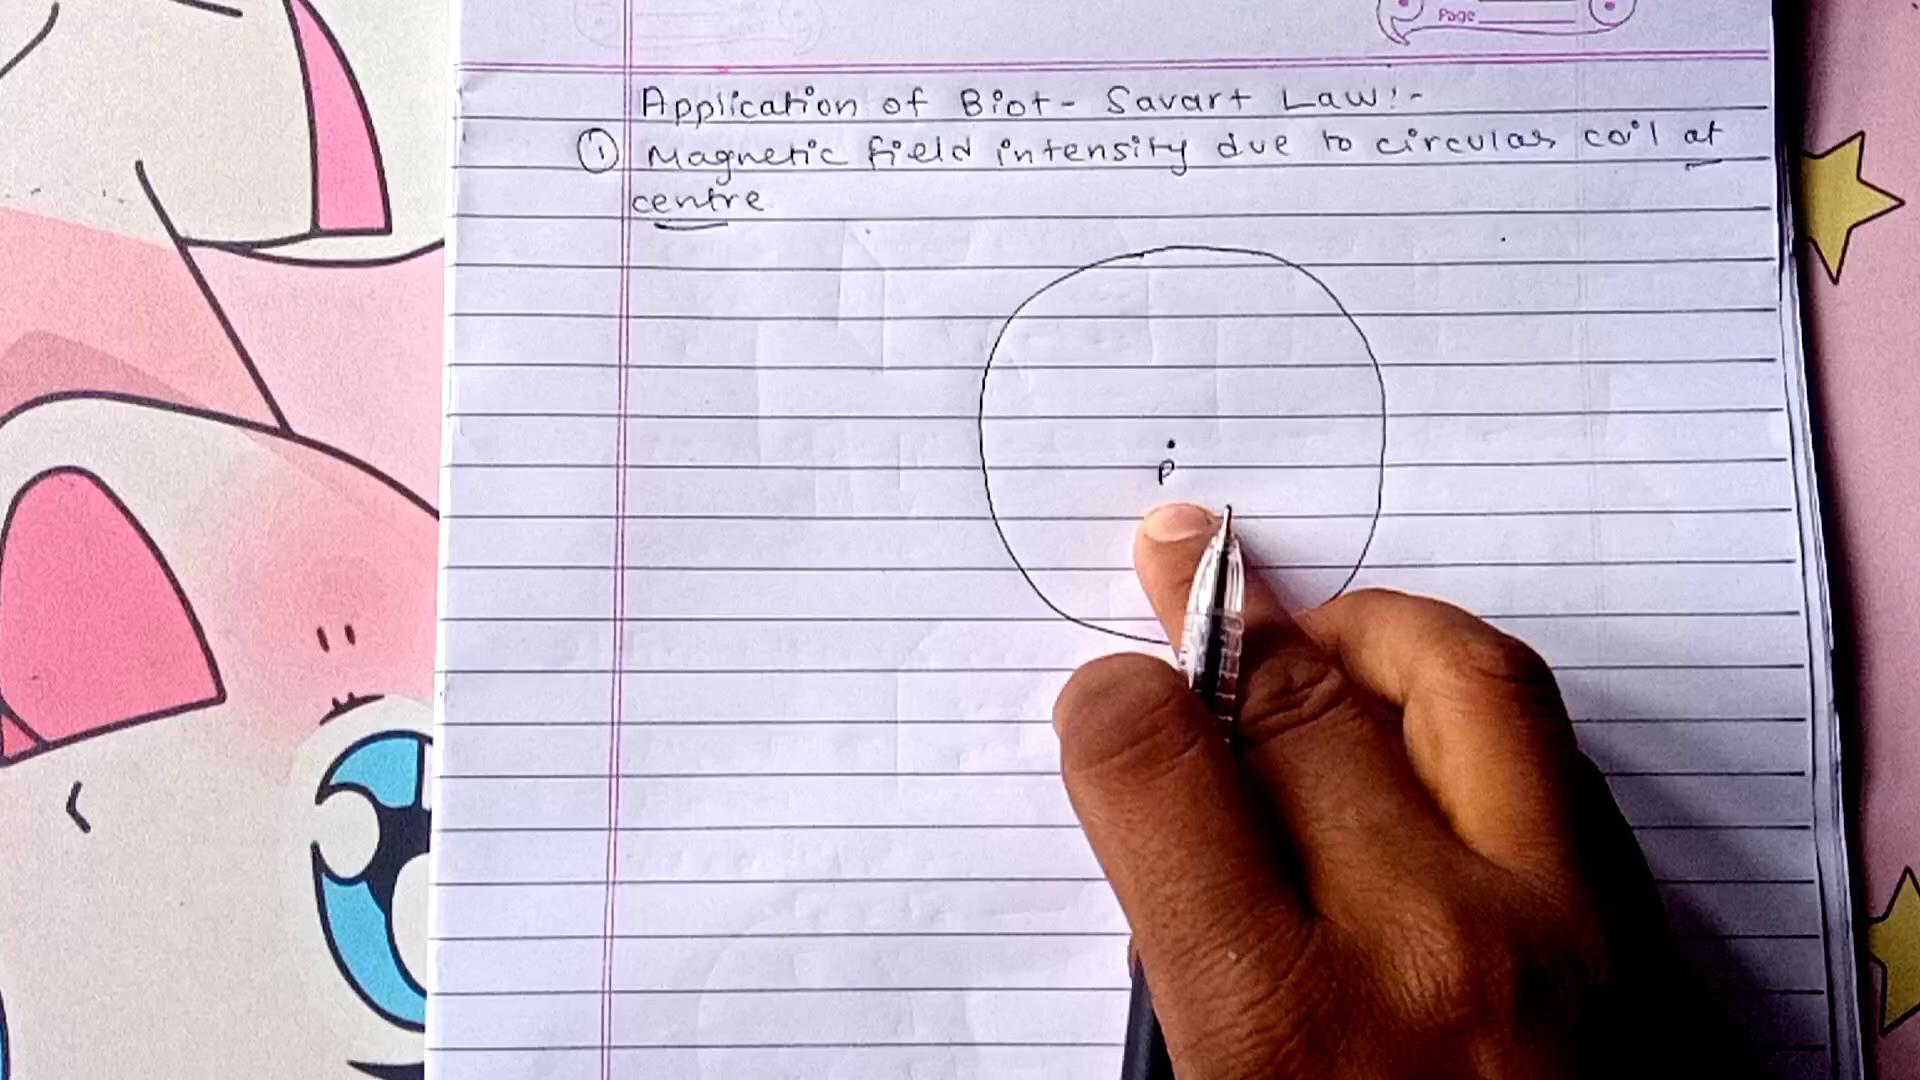 Page
Application of Biot- Savart Law:-
① Magnetic field intensity due to circular coil at
centre
P